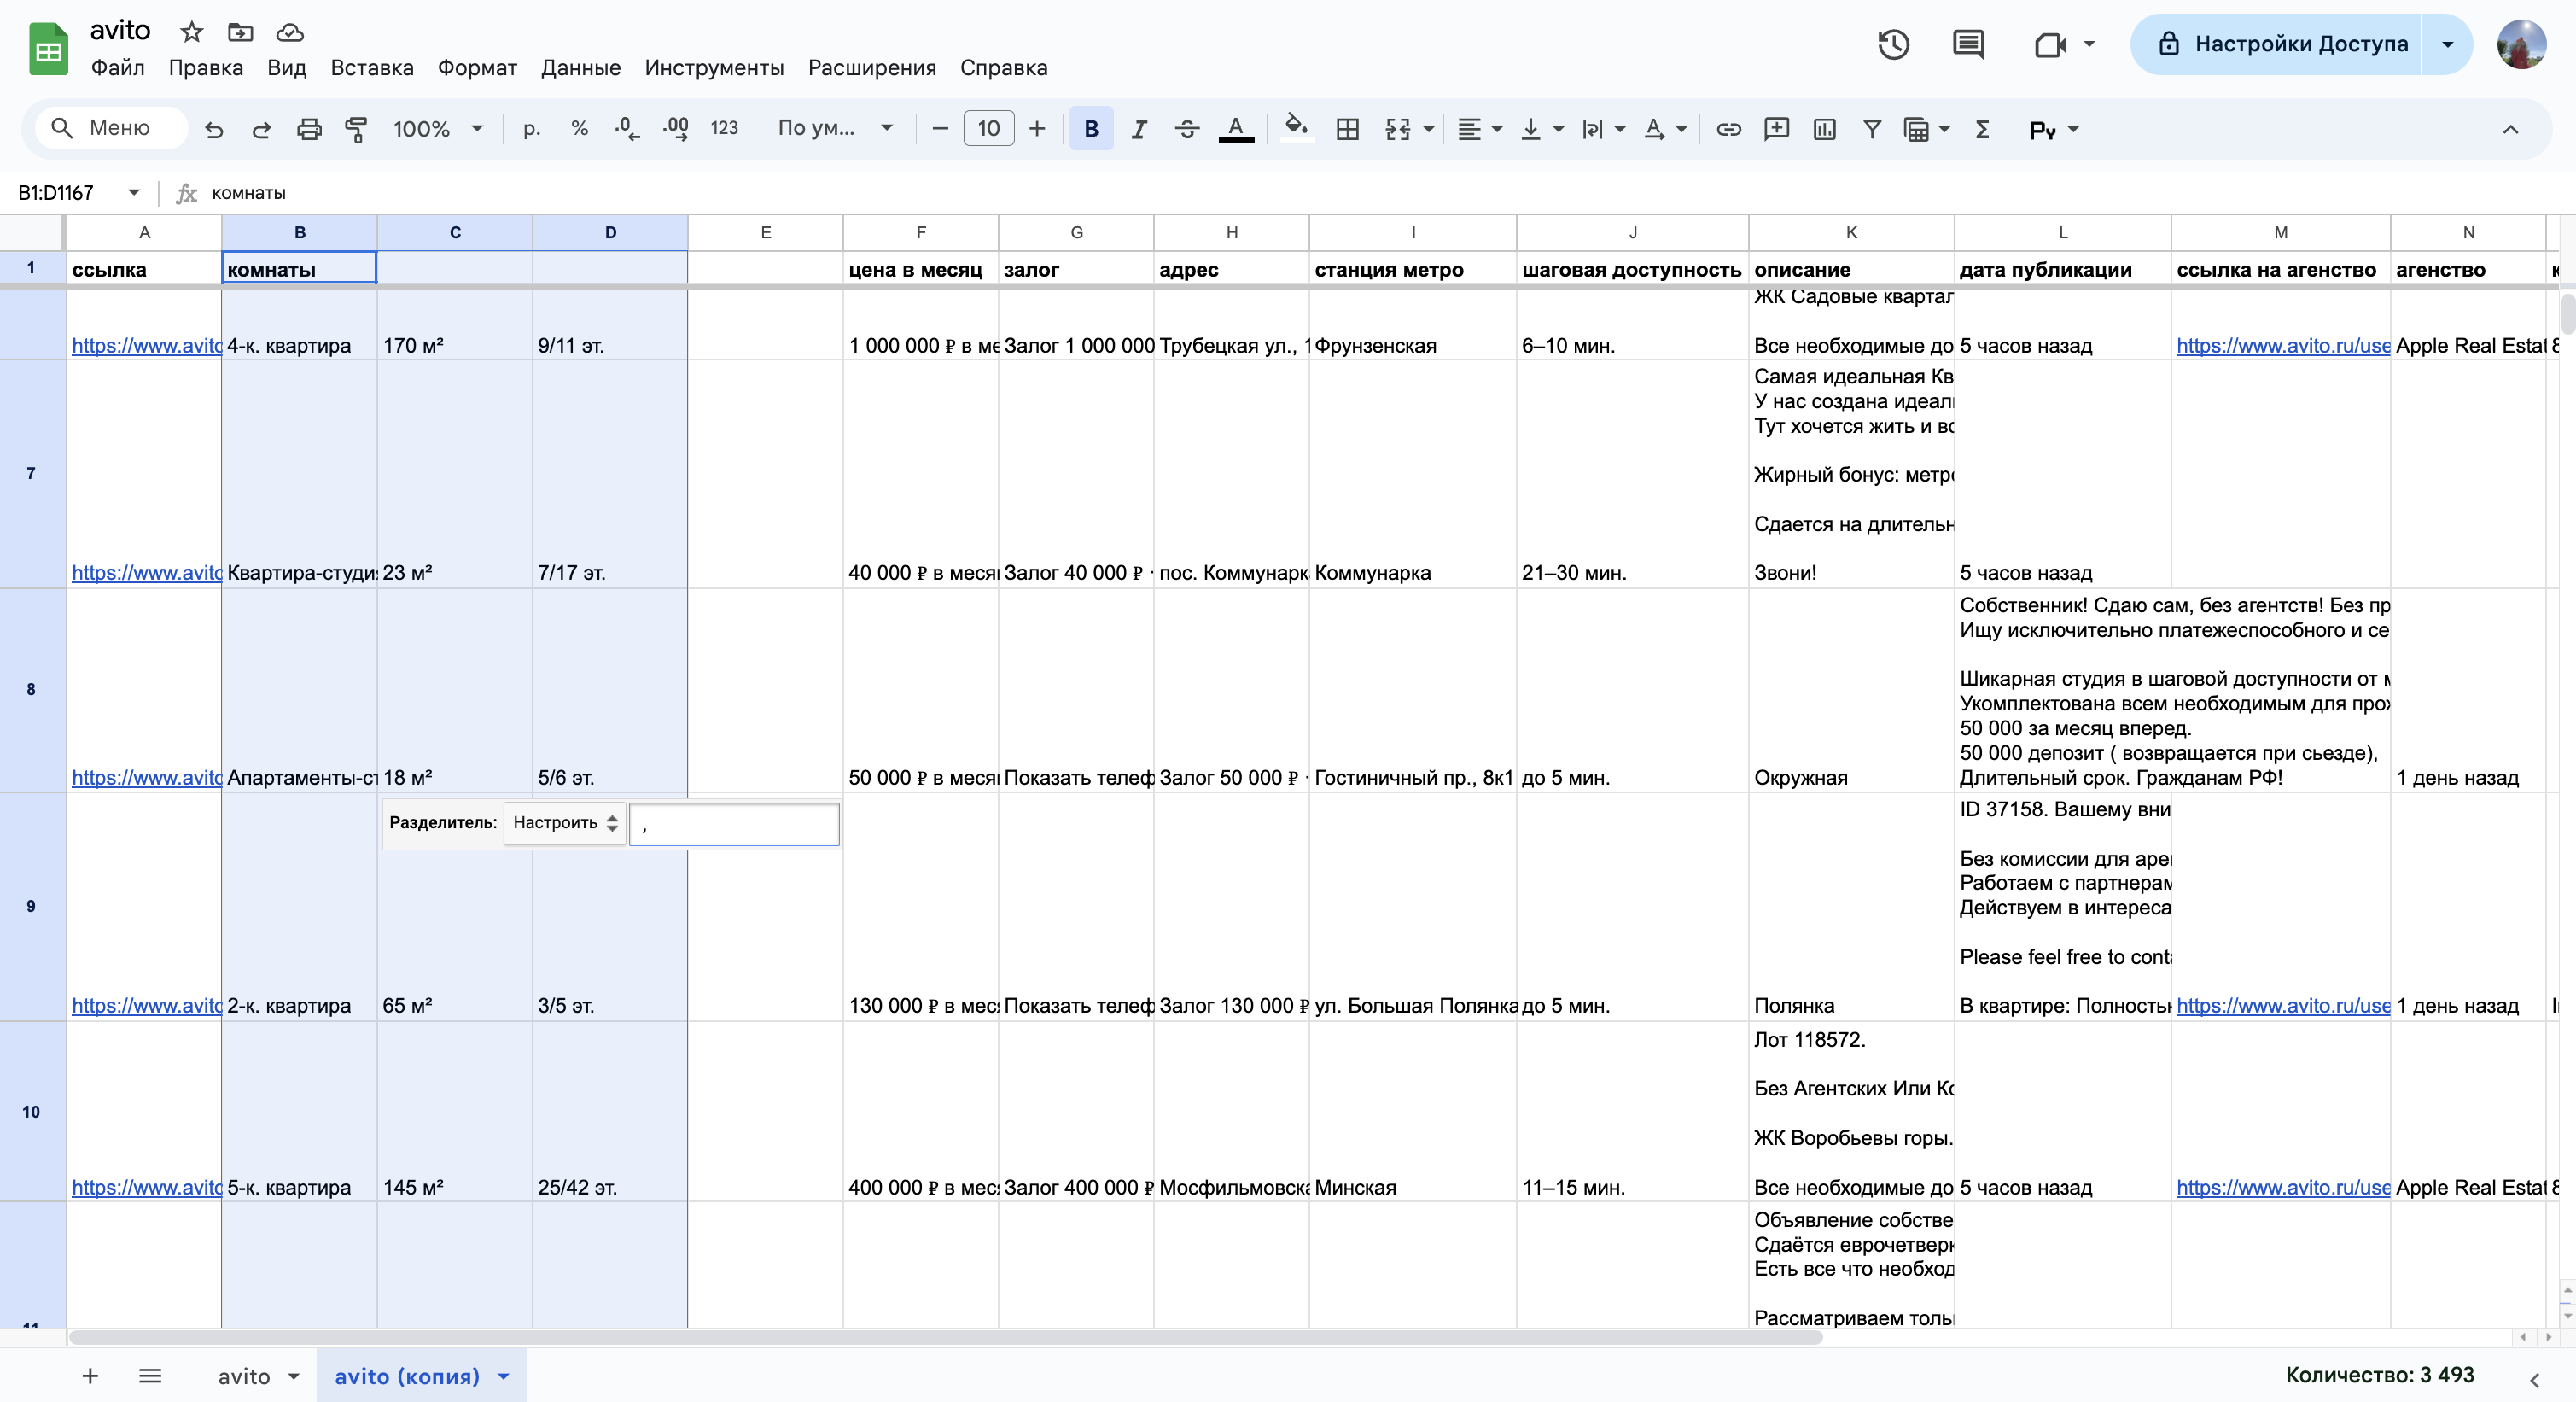 avito
Файл Правка Вид Вставка Формат Данные Инструменты Расширения Справка
Настройки Доступа
Меню 100% р. % .0 .00 123 По ум... 10 B I A Σ Ру
B1:D1167 fx комнаты
A B C D E F G H I J K L M N
1 ссылка комнаты цена в месяц залог адрес станция метро шаговая доступность описание дата публикации ссылка на агенство агенство
ЖК Садовые квартал
https://www.avito 4-к. квартира 170 м² 9/11 эт. 1 000 000 ₽ в ме Залог 1 000 000 Трубецкая ул., 1 Фрунзенская 6–10 мин. Все необходимые до 5 часов назад https://www.avito.ru/use Apple Real Estat 8
Самая идеальная Кв
У нас создана идеал
Тут хочется жить и вс
7
Жирный бонус: метро
Сдается на длительн
https://www.avito Квартира-студия 23 м² 7/17 эт. 40 000 ₽ в месяц Залог 40 000 ₽ · пос. Коммунарка Коммунарка 21–30 мин. Звони! 5 часов назад
Собственник! Сдаю сам, без агентств! Без пр
Ищу исключительно платежеспособного и се
8
Шикарная студия в шаговой доступности от м
Укомплектована всем необходимым для прож
50 000 за месяц вперед.
50 000 депозит ( возвращается при сьезде),
https://www.avito Апартаменты-ст 18 м² 5/6 эт. 50 000 ₽ в месяц Показать телеф Залог 50 000 ₽ · Гостиничный пр., 8к1 до 5 мин. Окружная Длительный срок. Гражданам РФ! 1 день назад
Разделитель: Настроить ,
ID 37158. Вашему вни
Без комиссии для арен
Работаем с партнерам
9
Действуем в интереса
Please feel free to conta
https://www.avito 2-к. квартира 65 м² 3/5 эт. 130 000 ₽ в мес Показать телеф Залог 130 000 ₽ ул. Большая Полянка до 5 мин. Полянка В квартире: Полностью https://www.avito.ru/use 1 день назад
Лот 118572.
Без Агентских Или Ко
10
ЖК Воробьевы горы.
https://www.avito 5-к. квартира 145 м² 25/42 эт. 400 000 ₽ в мес Залог 400 000 ₽ Мосфильмовска Минская 11–15 мин. Все необходимые до 5 часов назад https://www.avito.ru/use Apple Real Estat 8
Объявление собстве
Сдаётся еврочетверк
Есть все что необход
Рассматриваем толь
11
avito avito (копия) Количество: 3 493